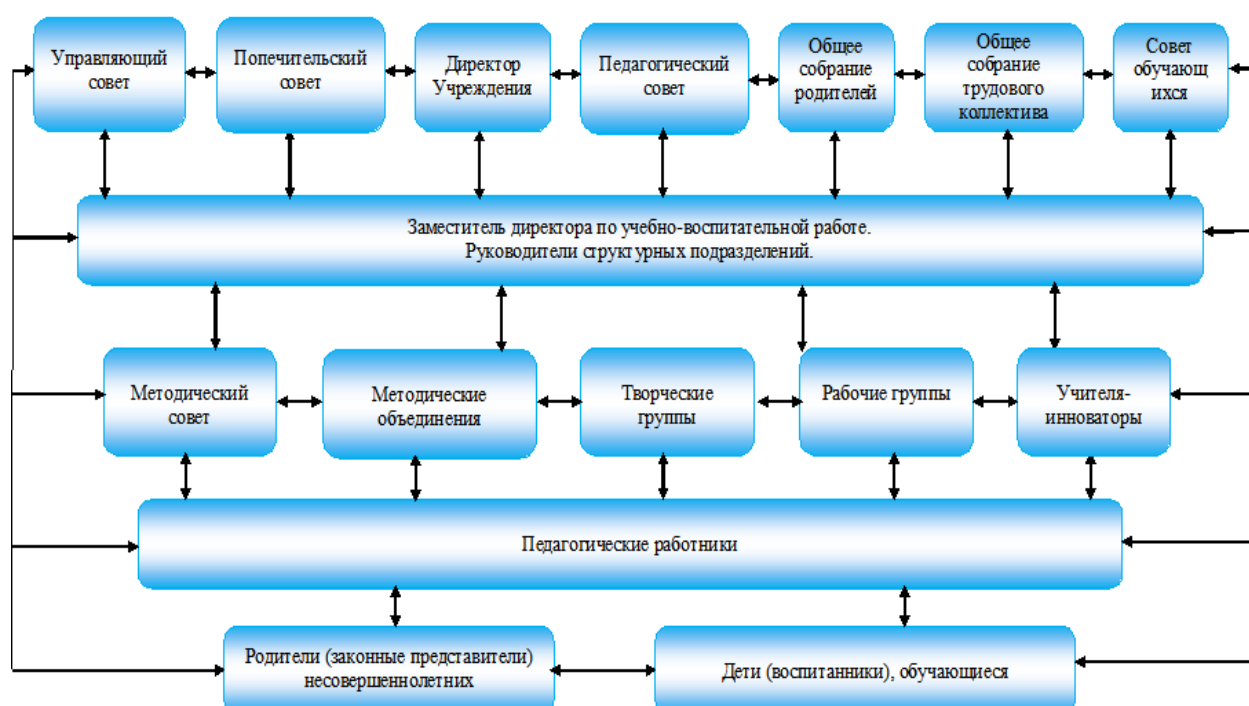 Управляющий
совет
Попечительский
совет
Директор
Учреждения
Педагогический
совет
Общее
собрание
родителей
Общее
собрание
трудового
коллектива
Совет
обучающ
ихся
Заместитель директора по учебно-воспитательной работе.
Руководители структурных подразделений.
Методический
совет
Методические
объединения
Творческие
группы
Рабочие группы
Учителя-
инноваторы
Педагогические работники
Родители (законные представители)
несовершеннолетних
Дети (воспитанники), обучающиеся